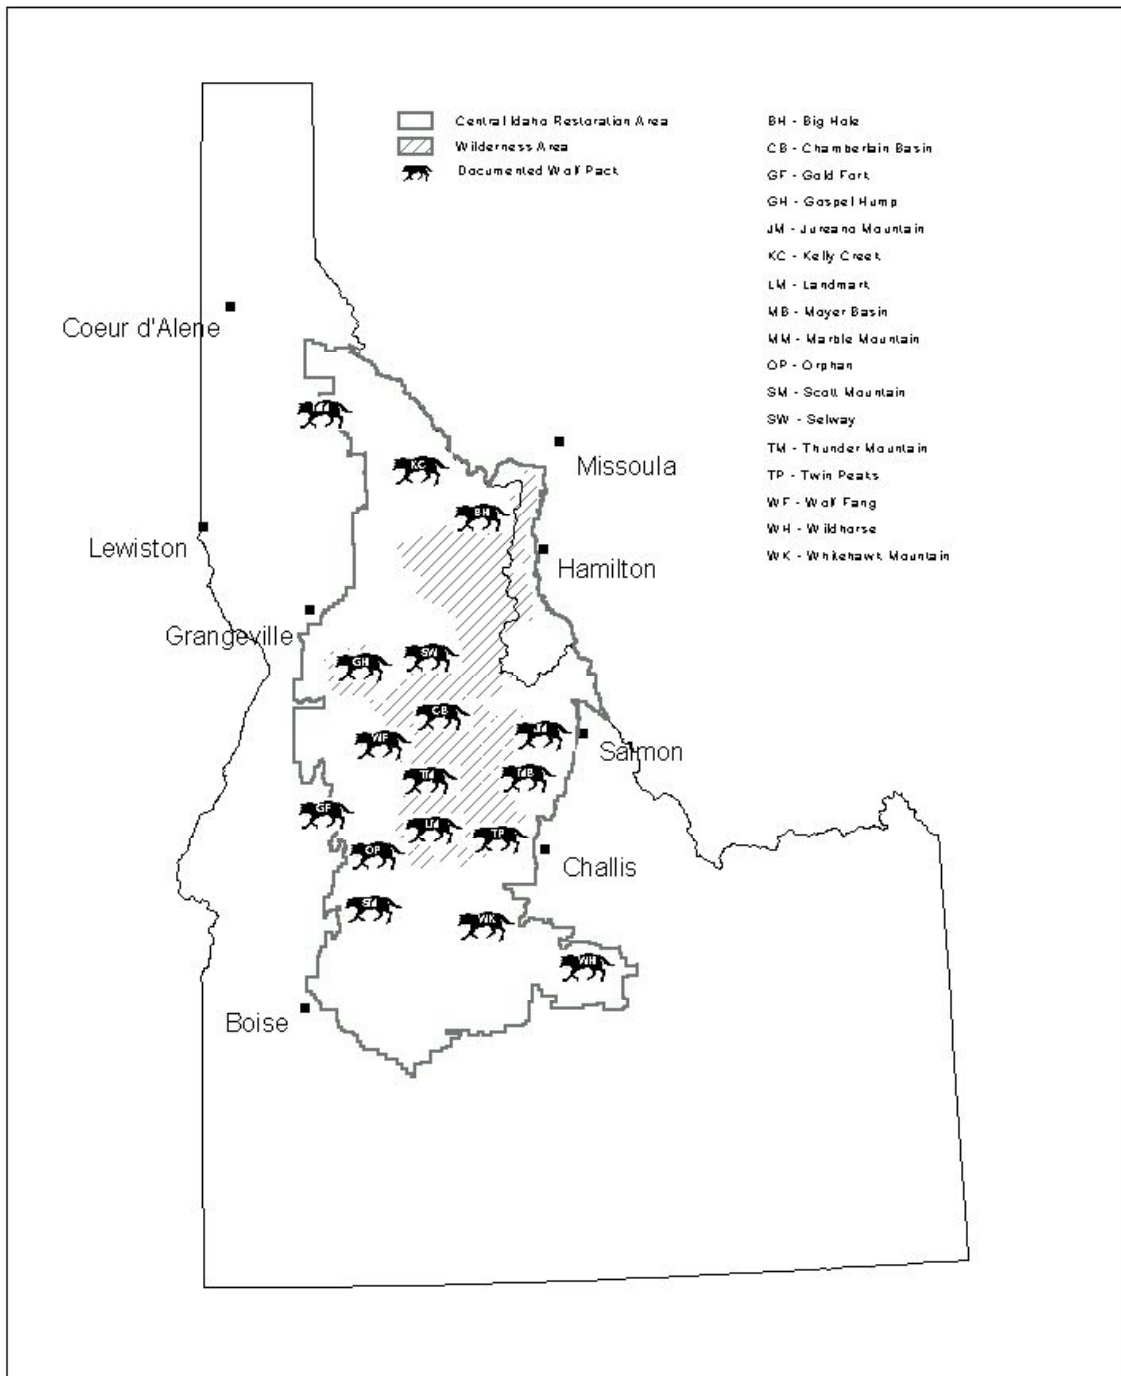 Central Idaho Restoration Area
Wilderness Area
Documented Wolf Pack
BH - Big Hole
CB - Chamberlain Basin
GF - Gold Fork
GH - Gospel Hump
JM - Jureano Mountain
KC - Kelly Creek
LM - Landmark
MB - Moyer Basin
MM - Marble Mountain
OP - Orphan
SM - Scott Mountain
SW - Selway
TM - Thunder Mountain
TP - Twin Peaks
WF - Wolf Fang
WH - Wildhorse
WK - Whitehawk Mountain
Coeur d'Alene
KC
Missoula
BH
Lewiston
Hamilton
Grangeville
SW
GH
CB
WF
Salmon
MB
GF
LM
TP
OP
Challis
SM
WK
WH
Boise